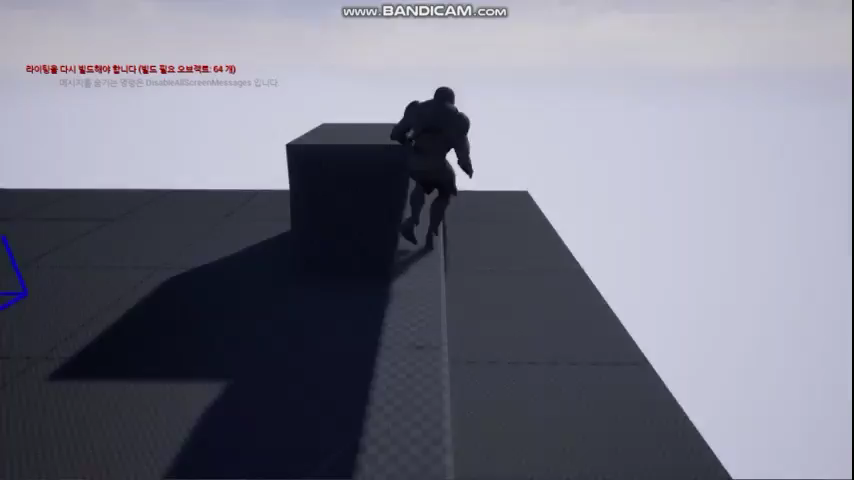 www.BANDICAM.com
라이팅을 다시 빌드해야 합니다 (빌드 필요 오브젝트: 64 개)
메시지를 숨기는 명령은 DisableAllScreenMessages 입니다